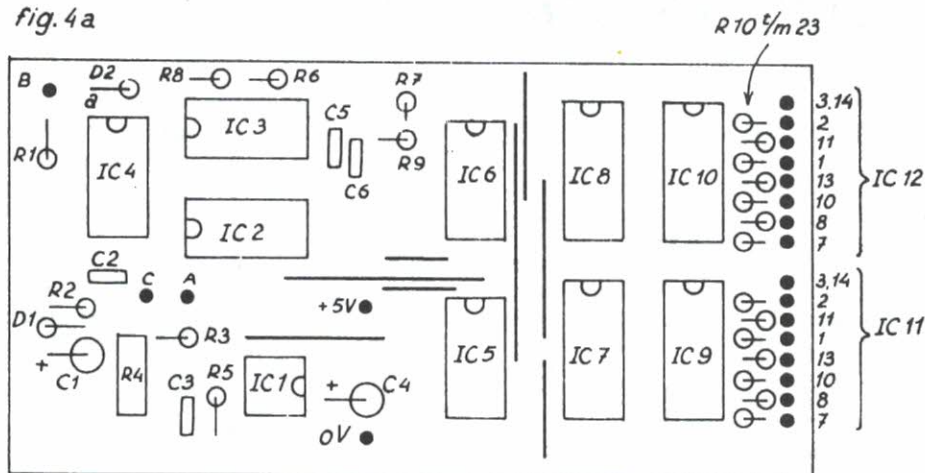 fig. 4a
R 10 t/m 23
B
D2
a
R8
R6
R7
C5
R9
C6
R1
IC4
IC3
IC2
IC6
IC8
IC10
3,14
2
11
1
13
10
8
7
IC 12
C2
C
A
R2
D1
+5V
R3
+
C1
R4
C3
R5
IC1
+
C4
0V
IC5
IC7
IC9
3,14
2
11
1
13
10
8
7
IC 11